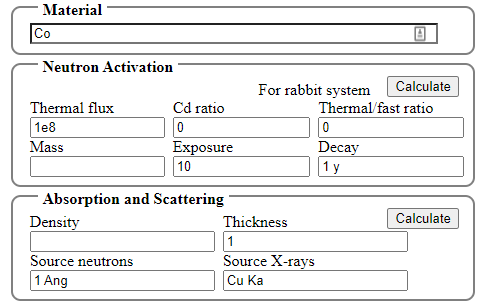 Material
Co
Neutron Activation
For rabbit system Calculate
Thermal flux Cd ratio Thermal/fast ratio
1e8 0 0
Mass Exposure Decay
10 1 y
Absorption and Scattering
Calculate
Density Thickness
1
Source neutrons Source X-rays
1 Ang Cu Ka